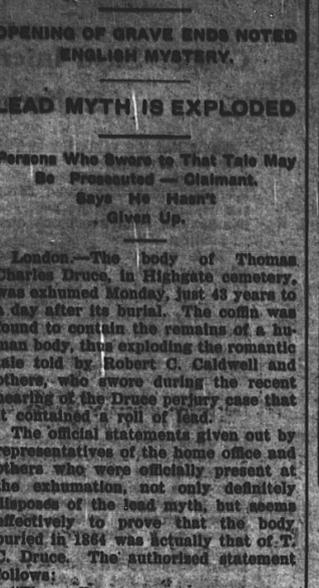 OPENING OF GRAVE ENDS NOTED
ENGLISH MYSTERY.
LEAD MYTH IS EXPLODED
Persons Who Swore to That Tale May
Be Prosecuted — Claimant.
Says He Hasn't
Given Up.
London.—The body of Thomas
Charles Druce, in Highgate cemetery,
was exhumed Monday, just 43 years to
a day after its burial. The coffin was
found to contain the remains of a hu-
man body, thus exploding the romantic
tale told by Robert C. Caldwell and
others, who swore during the recent
hearing of the Druce perjury case that
it contained a roll of lead.
The official statements given out by
representatives of the home office and
others who were officially present at
the exhumation, not only definitely
disposes of the lead myth, but seems
effectively to prove that the body
buried in 1864 was actually that of T.
C. Druce. The authorized statement
follows: